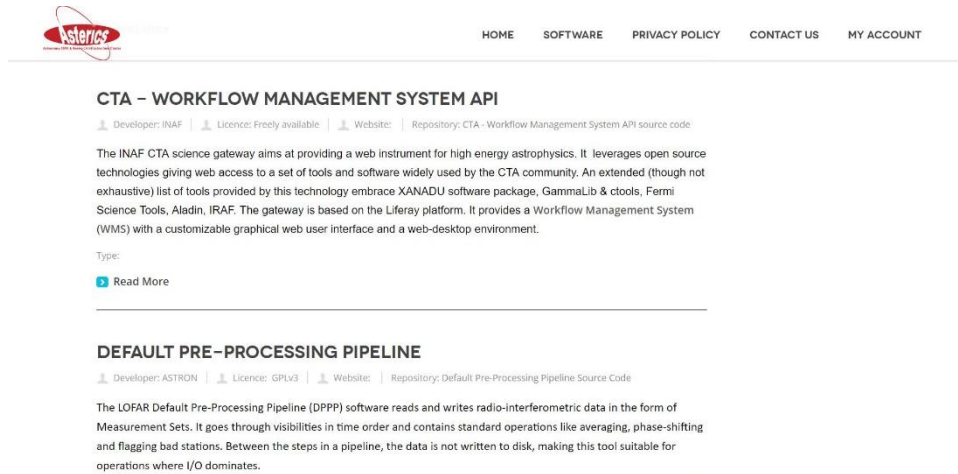 Asterics
HOME SOFTWARE PRIVACY POLICY CONTACT US MY ACCOUNT
CTA – WORKFLOW MANAGEMENT SYSTEM API
Developer: INAF Licence: Freely available Website: Repository: CTA - Workflow Management System API source code
The INAF CTA science gateway aims at providing a web instrument for high energy astrophysics. It leverages open source
technologies giving web access to a set of tools and software widely used by the CTA community. An extended (though not
exhaustive) list of tools provided by this technology embrace XANADU software package, GammaLib & ctools, Fermi
Science Tools, Aladin, IRAF. The gateway is based on the Liferay platform. It provides a Workflow Management System
(WMS) with a customizable graphical web user interface and a web-desktop environment.
Type:
Read More
DEFAULT PRE–PROCESSING PIPELINE
Developer: ASTRON Licence: GPLv3 Website: Repository: Default Pre-Processing Pipeline Source Code
The LOFAR Default Pre-Processing Pipeline (DPPP) software reads and writes radio-interferometric data in the form of
Measurement Sets. It goes through visibilities in time order and contains standard operations like averaging, phase-shifting
and flagging bad stations. Between the steps in a pipeline, the data is not written to disk, making this tool suitable for
operations where I/O dominates.